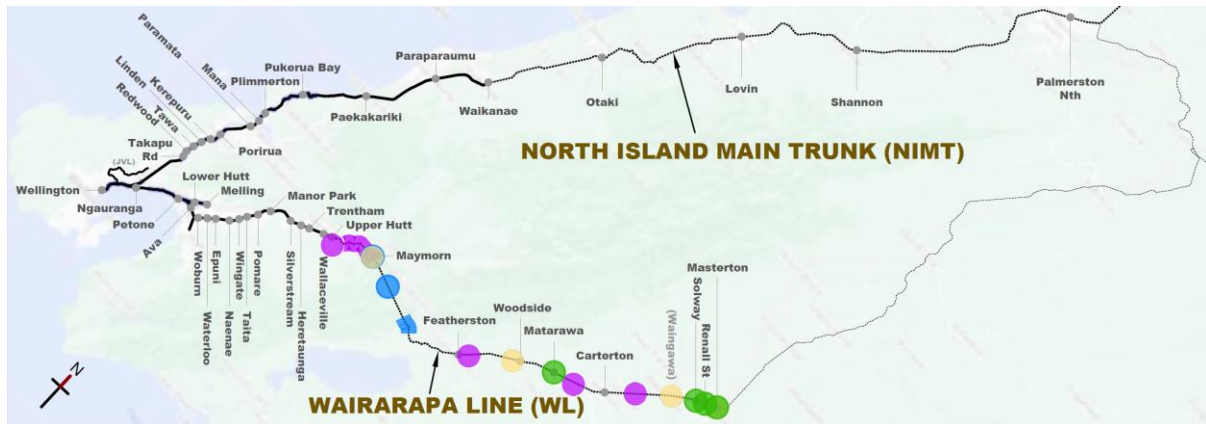 Paramata
Mana
Pukerua Bay
Plimmerton
Paraparaumu
Linden
Kerepuru
Redwood
Tawa
Takapu
Rd
Porirua
Paekakariki
Waikanae
Otaki
Levin
Shannon
Palmerston
Nth
NORTH ISLAND MAIN TRUNK (NIMT)
(JVL)
Wellington
Ngauranga
Petone
Lower Hutt
Melling
Ava
Manor Park
Trentham
Upper Hutt
Maymorn
Woburn
Waterloo
Epuni
Naenae
Wingate
Taita
Pomare
Silverstream
Heretaunga
Wallaceville
Featherston
Woodside
Matarawa
Carterton
(Waingawa)
Solway
Renall St
Masterton
N
WAIRARAPA LINE (WL)